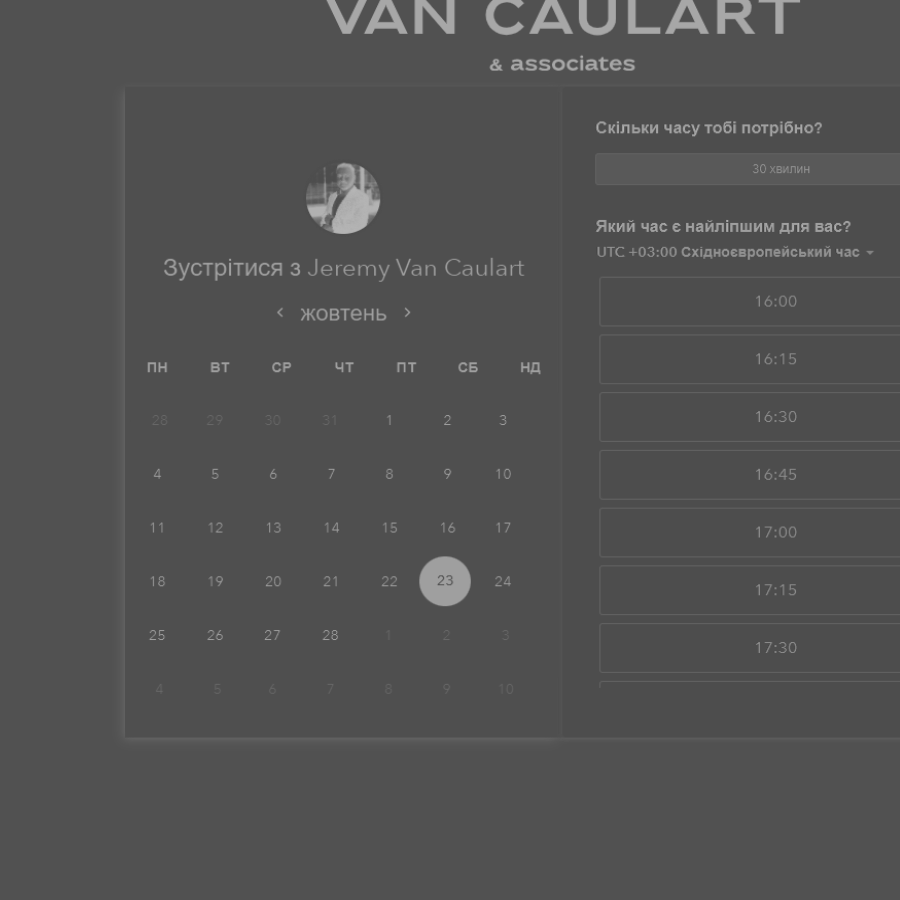 VAN CAULART
& associates
Зустрітися з Jeremy Van Caulart
жовтень
ПН ВТ СР ЧТ ПТ СБ НД
28 29 30 31 1 2 3
4 5 6 7 8 9 10
11 12 13 14 15 16 17
18 19 20 21 22 23 24
25 26 27 28 1 2 3
4 5 6 7 8 9 10
Скільки часу тобі потрібно?
30 хвилин
Який час є найліпшим для вас?
UTC +03:00 Східноєвропейський час
16:00
16:15
16:30
16:45
17:00
17:15
17:30